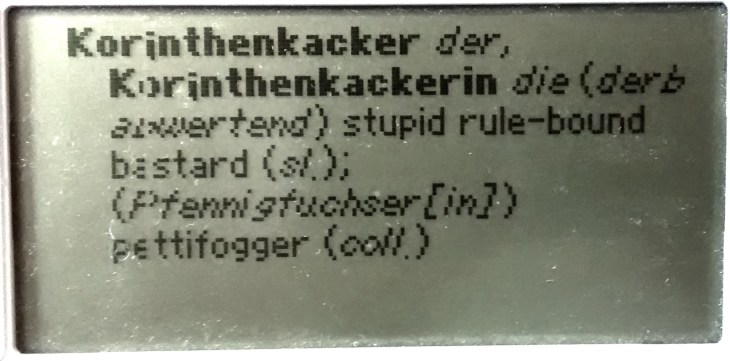 Korinthenkacker der,
Korinthenkackerin die (derb
abwertend) stupid rule-bound
bastard (sl.);
(Pfennigfuchser[in])
pettifogger (coll.)